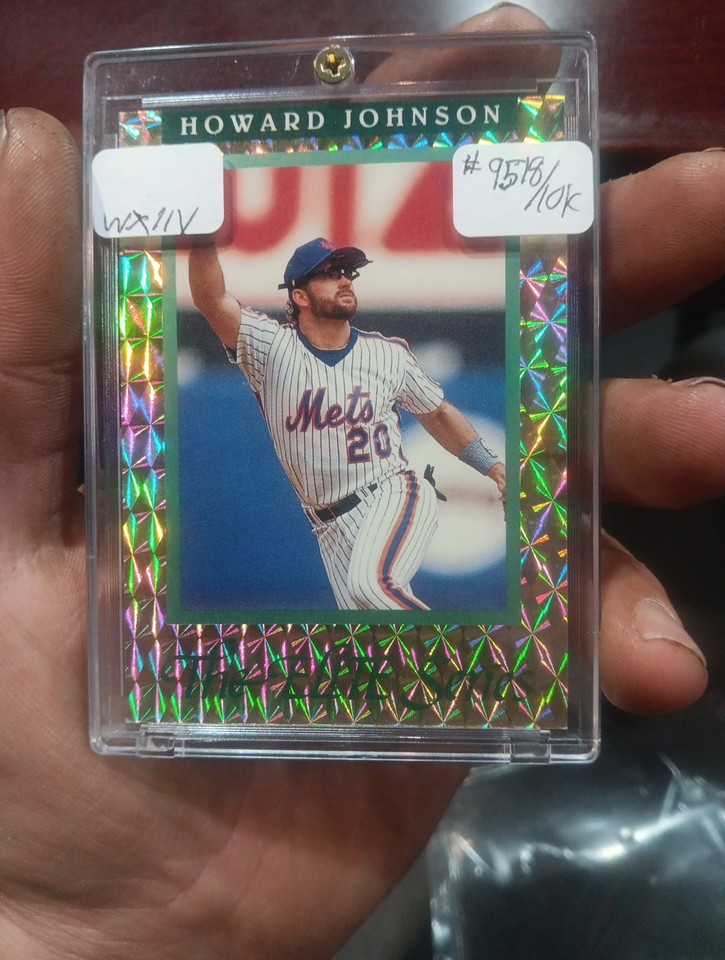 HOWARD JOHNSON
#9518/
/10K
Mets
20
The ELITE Series